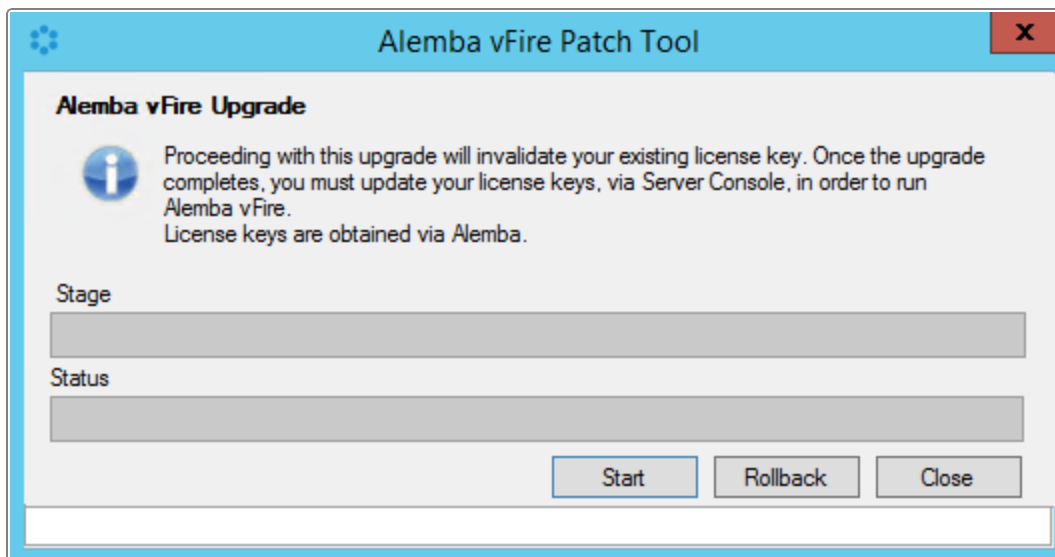 Alemba vFire Patch Tool
x
Alemba vFire Upgrade
Proceeding with this upgrade will invalidate your existing license key. Once the upgrade
completes, you must update your license keys, via Server Console, in order to run
Alemba vFire.
License keys are obtained via Alemba.
Stage
Status
Start Rollback Close